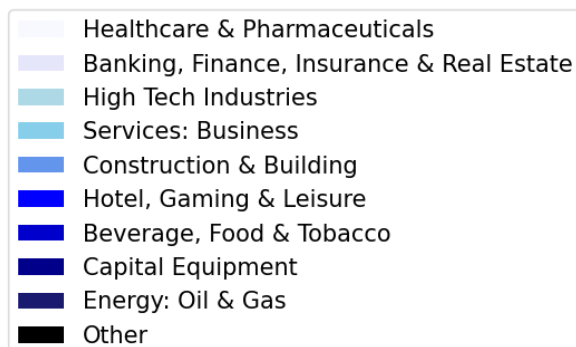 Healthcare & Pharmaceuticals
Banking, Finance, Insurance & Real Estate
High Tech Industries
Services: Business
Construction & Building
Hotel, Gaming & Leisure
Beverage, Food & Tobacco
Capital Equipment
Energy: Oil & Gas
Other